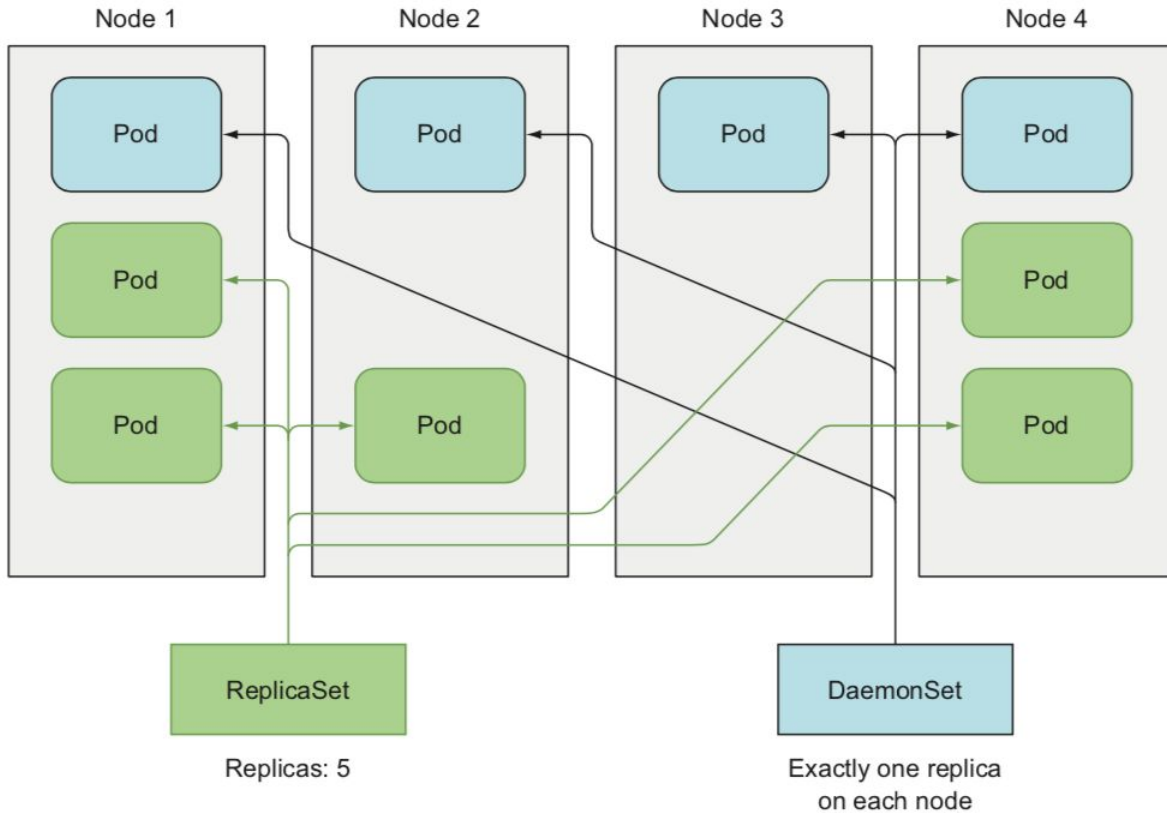 Node 1
Node 2
Node 3
Node 4
Pod
Pod
Pod
Pod
Pod
Pod
Pod
Pod
Pod
ReplicaSet
DaemonSet
Replicas: 5
Exactly one replica
on each node